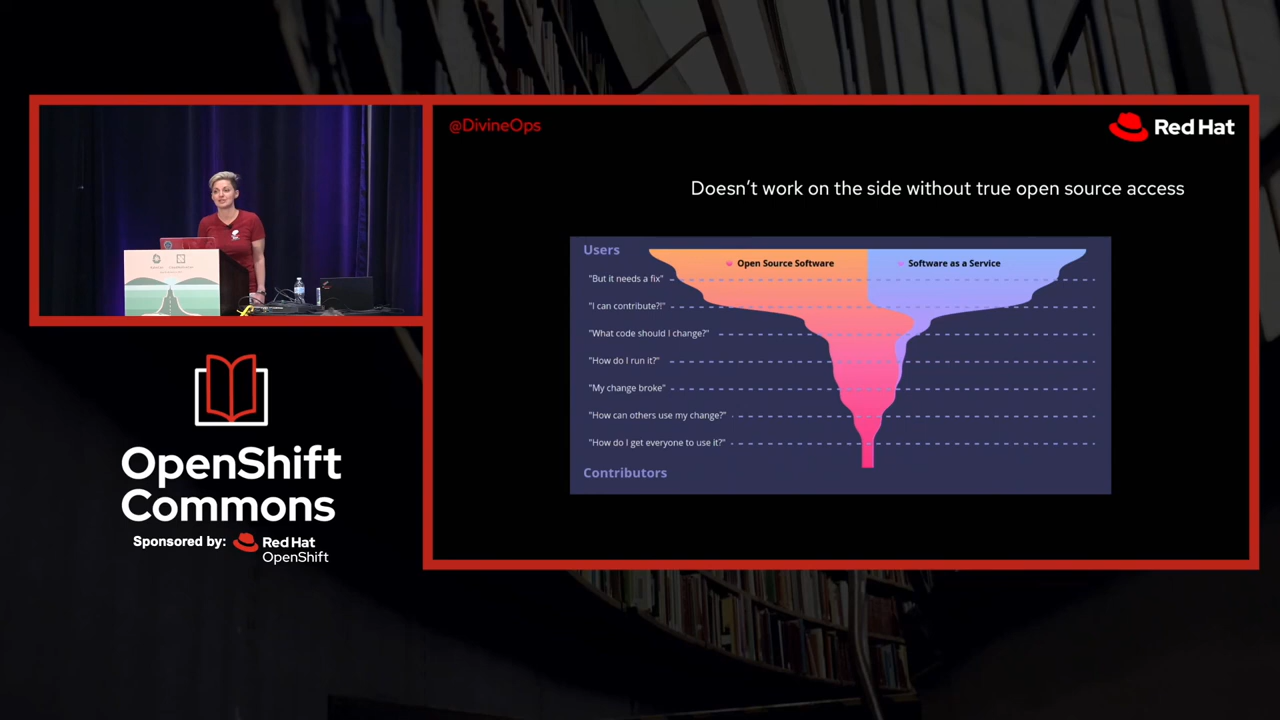 @DivineOps
Red Hat
Doesn't work on the side without true open source access
Users
Open Source Software
Software as a Service
"But it needs a fix"
"I can contribute?!"
"What code should I change?"
"How do I run it?"
"My change broke"
"How can others use my change?"
"How do I get everyone to use it?"
Contributors
OpenShift
Commons
Sponsored by:
Red Hat
OpenShift